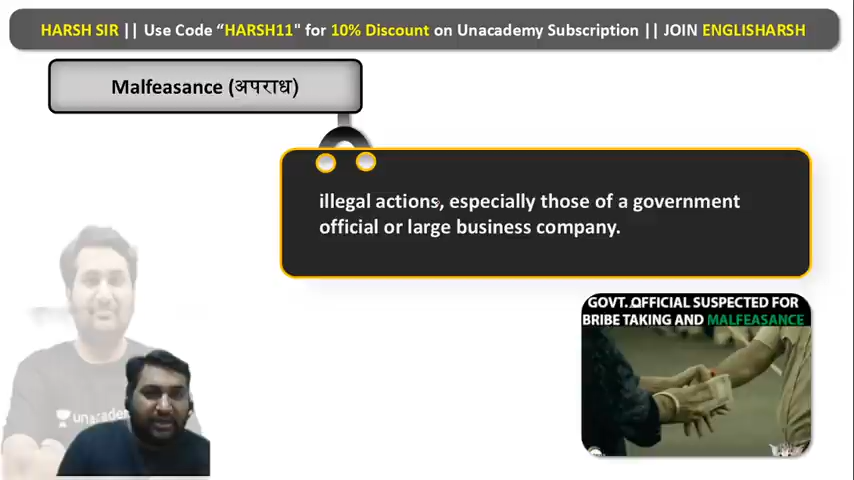 HARSH SIR || Use Code “HARSH11" for 10% Discount on Unacademy Subscription || JOIN ENGLISHARSH
Malfeasance (अपराध)
illegal actions, especially those of a government
official or large business company.
GOVT. OFFICIAL SUSPECTED FOR
BRIBE TAKING AND MALFEASANCE
unacade